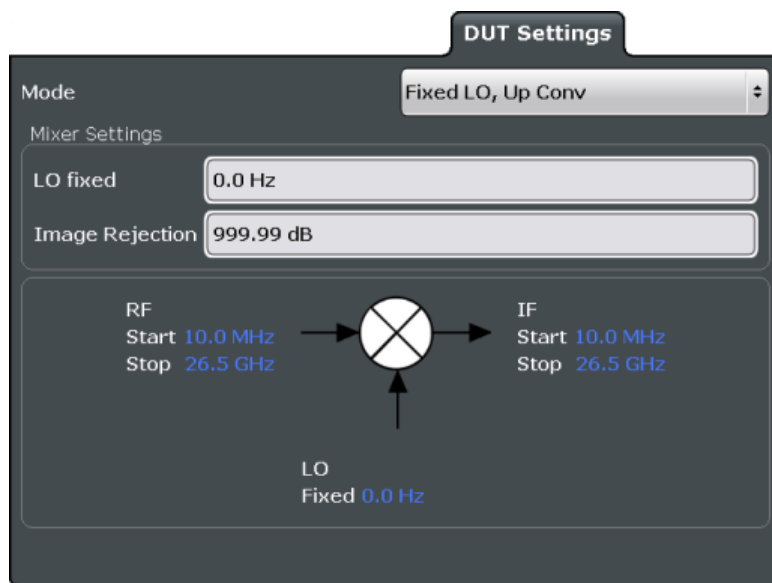 DUT Settings
Mode
Fixed LO, Up Conv
Mixer Settings
LO fixed
0.0 Hz
Image Rejection
999.99 dB
RF
Start 10.0 MHz
Stop 26.5 GHz
IF
Start 10.0 MHz
Stop 26.5 GHz
LO
Fixed 0.0 Hz